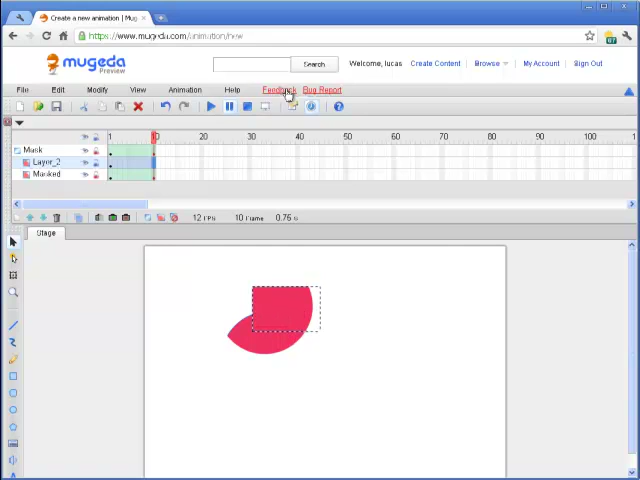 Create a new animation | Mug
https://www.mugeda.com/animation/new
mugeda
Preview
Search
Welcome, lucas
Create Content
Browse
My Account
Sign Out
File Edit Modify View Animation Help Feedback Bug Report
1 10 20 30 40 50 60 70 80 90 100 1
Mask
Layer_2
Masked
12 FPS 10 Frame
Stage